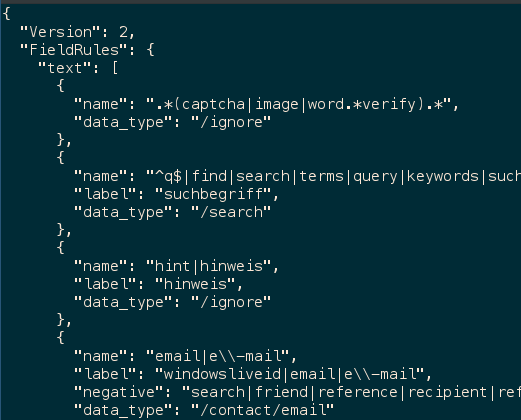 {
"Version": 2,
"FieldRules": {
"text": [
{
"name": ".*(captcha|image|word.*verify).*",
"data_type": "/ignore"
},
{
"name": "^q$|find|search|terms|query|keywords|such
"label": "suchbegriff",
"data_type": "/search"
},
{
"name": "hint|hinweis",
"label": "hinweis",
"data_type": "/ignore"
},
{
"name": "email|e\\-mail",
"label": "windowsliveid|email|e\\-mail",
"negative": "search|friend|reference|recipient|ref
"data_type": "/contact/email"